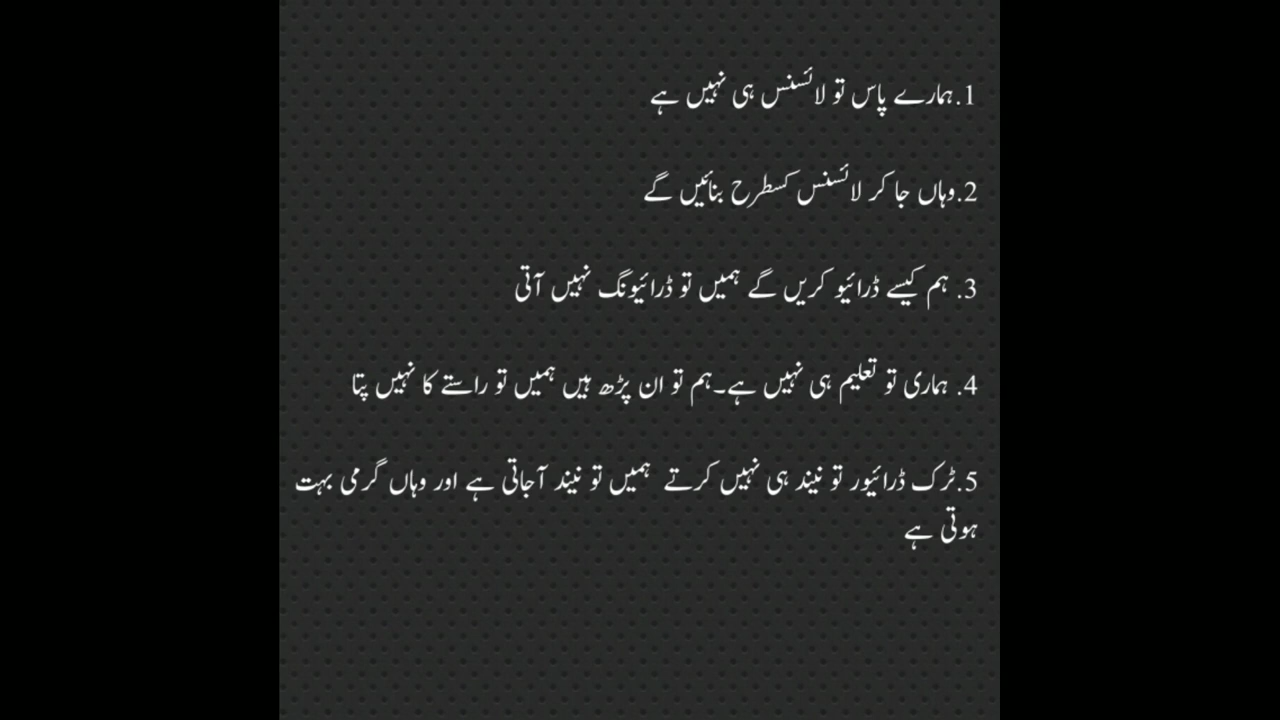 1.ہمارے پاس تو لائسنس ہی نہیں ہے
2.وہاں جا کر لائسنس کسطرح بنائیں گے
3. ہم کیسے ڈرائیو کریں گے ہمیں تو ڈرائیونگ نہیں آتی
4. ہماری تو تعلیم ہی نہیں ہے۔ہم تو ان پڑھ ہیں ہمیں تو راستے کا نہیں پتا
5.ٹرک ڈرائیور تو نیند ہی نہیں کرتے ہمیں تو نیند آجاتی ہے اور وہاں گرمی بہت
ہوتی ہے